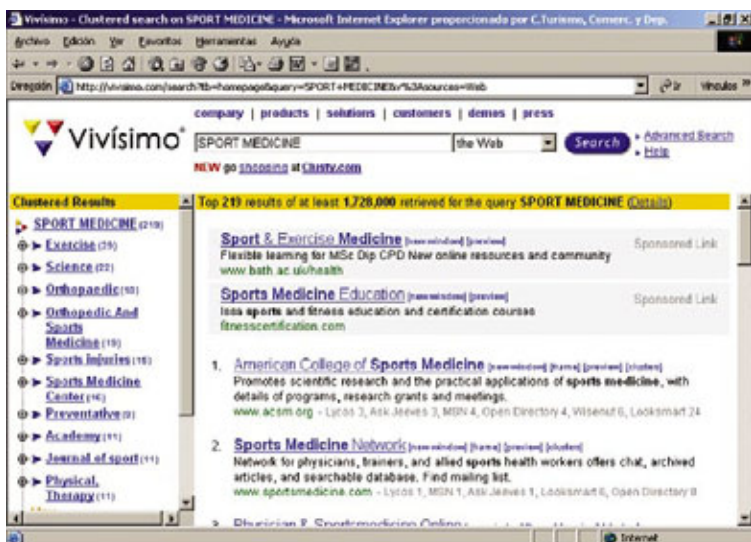 Vivísimo - Clustered search on SPORT MEDICINE - Microsoft Internet Explorer proporcionado por C.Turismo, Comerc. y Dep.
Archivo Edición Ver Favoritos Herramientas Ayuda
Dirección http://vivisimo.com/search?tb=homepage&query=SPORT+MEDICINE&v%3Asources=Web Ir Vínculos
company | products | solutions | customers | demos | press
Vivísimo
SPORT MEDICINE the Web Search Advanced Search
Help
NEW go shopping at Clusty.com
Clustered Results
SPORT MEDICINE (219)
Exercise
Science (22)
Orthopaedic
Orthopedic And Sports Medicine
Sports Injuries
Sports Medicine Center
Preventative
Academy (11)
Journal of sport (11)
Physical, Therapy (11)
Top 219 results of at least 1,728,000 retrieved for the query SPORT MEDICINE (Details)
Sport & Exercise Medicine [new window] [preview] Sponsored Link
Flexible learning for MSc Dip CPD New online resources and community
www.bath.ac.uk/health
Sports Medicine Education [new window] [preview] Sponsored Link
Issa sports and fitness education and certification courses
fitnesscertification.com
1. American College of Sports Medicine [new window] [frame] [preview] [clusters]
Promotes scientific research and the practical applications of sports medicine, with
details of programs, research grants and meetings.
www.acsm.org - Lycos 3, Ask Jeeves 3, MSN 4, Open Directory 4, Wisenut 6, Looksmart 24
2. Sports Medicine Network [new window] [frame] [preview] [clusters]
Network for physicians, trainers, and allied sports health workers offers chat, archived
articles, and searchable database. Find mailing list.
www.sportsmedicine.com - Lycos 1, MSN 1, Ask Jeeves 1, Looksmart 6, Open Directory 8
3. Physician & Sportsmedicine Online
Internet